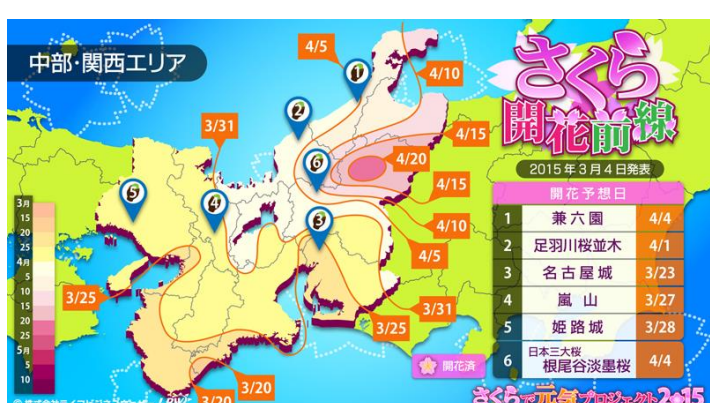 中部・関西エリア
さくら
開花前線
2015年3月4日発表
開花予想日
1 兼六園 4/4
2 足羽川桜並木 4/1
3 名古屋城 3/23
4 嵐山 3/27
5 姫路城 3/28
6 日本三大桜
根尾谷淡墨桜 4/4
4/5
4/10
3/31
4/15
4/20
4/15
4/10
4/5
3/31
3/25
3/25
3/20
3/20
1
2
6
5
4
3
3月
15
20
25
4月
5
10
15
20
25
5月
5
10
開花済
さくらで元気プロジェクト2015